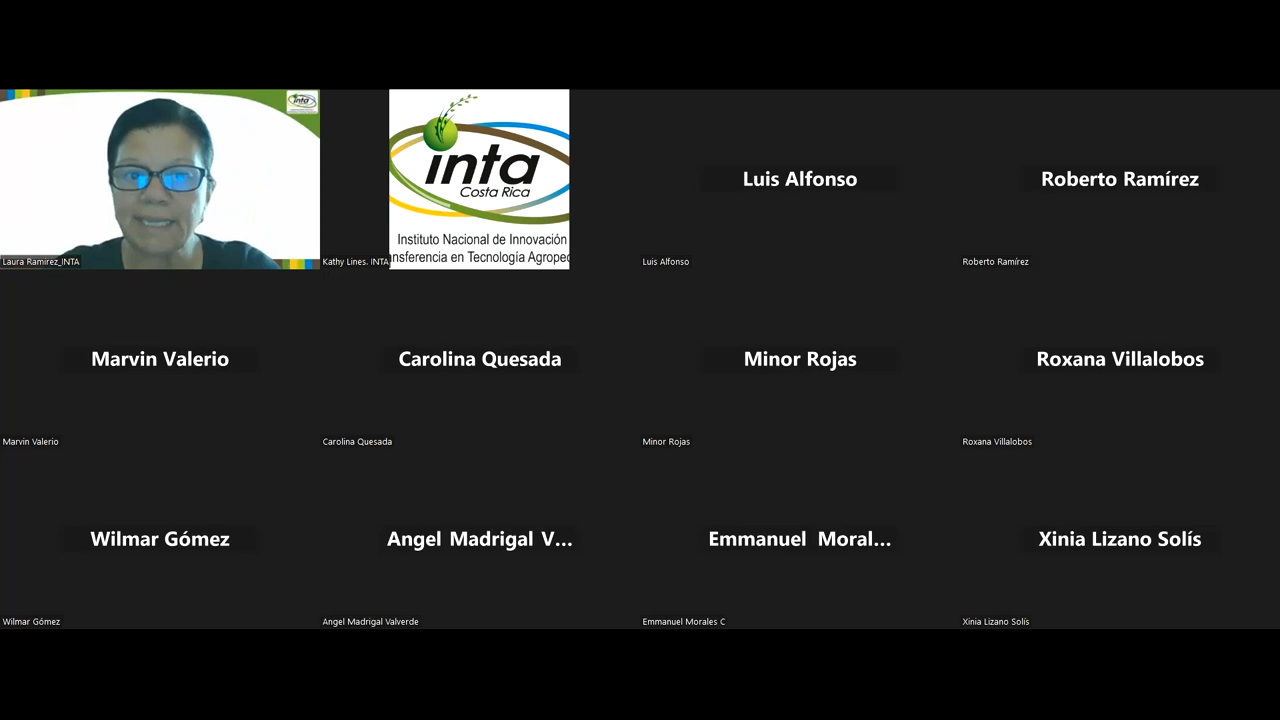 inta
Laura Ramirez_INTA
inta
Costa Rica
Instituto Nacional de Innovación
nsferencia en Tecnología Agropec
Kathy Lines. INTA
Luis Alfonso
Luis Alfonso
Roberto Ramírez
Roberto Ramírez
Marvin Valerio
Marvin Valerio
Carolina Quesada
Carolina Quesada
Minor Rojas
Minor Rojas
Roxana Villalobos
Roxana Villalobos
Wilmar Gómez
Wilmar Gómez
Angel Madrigal V...
Angel Madrigal Valverde
Emmanuel Moral...
Emmanuel Morales C
Xinia Lizano Solís
Xinia Lizano Solís